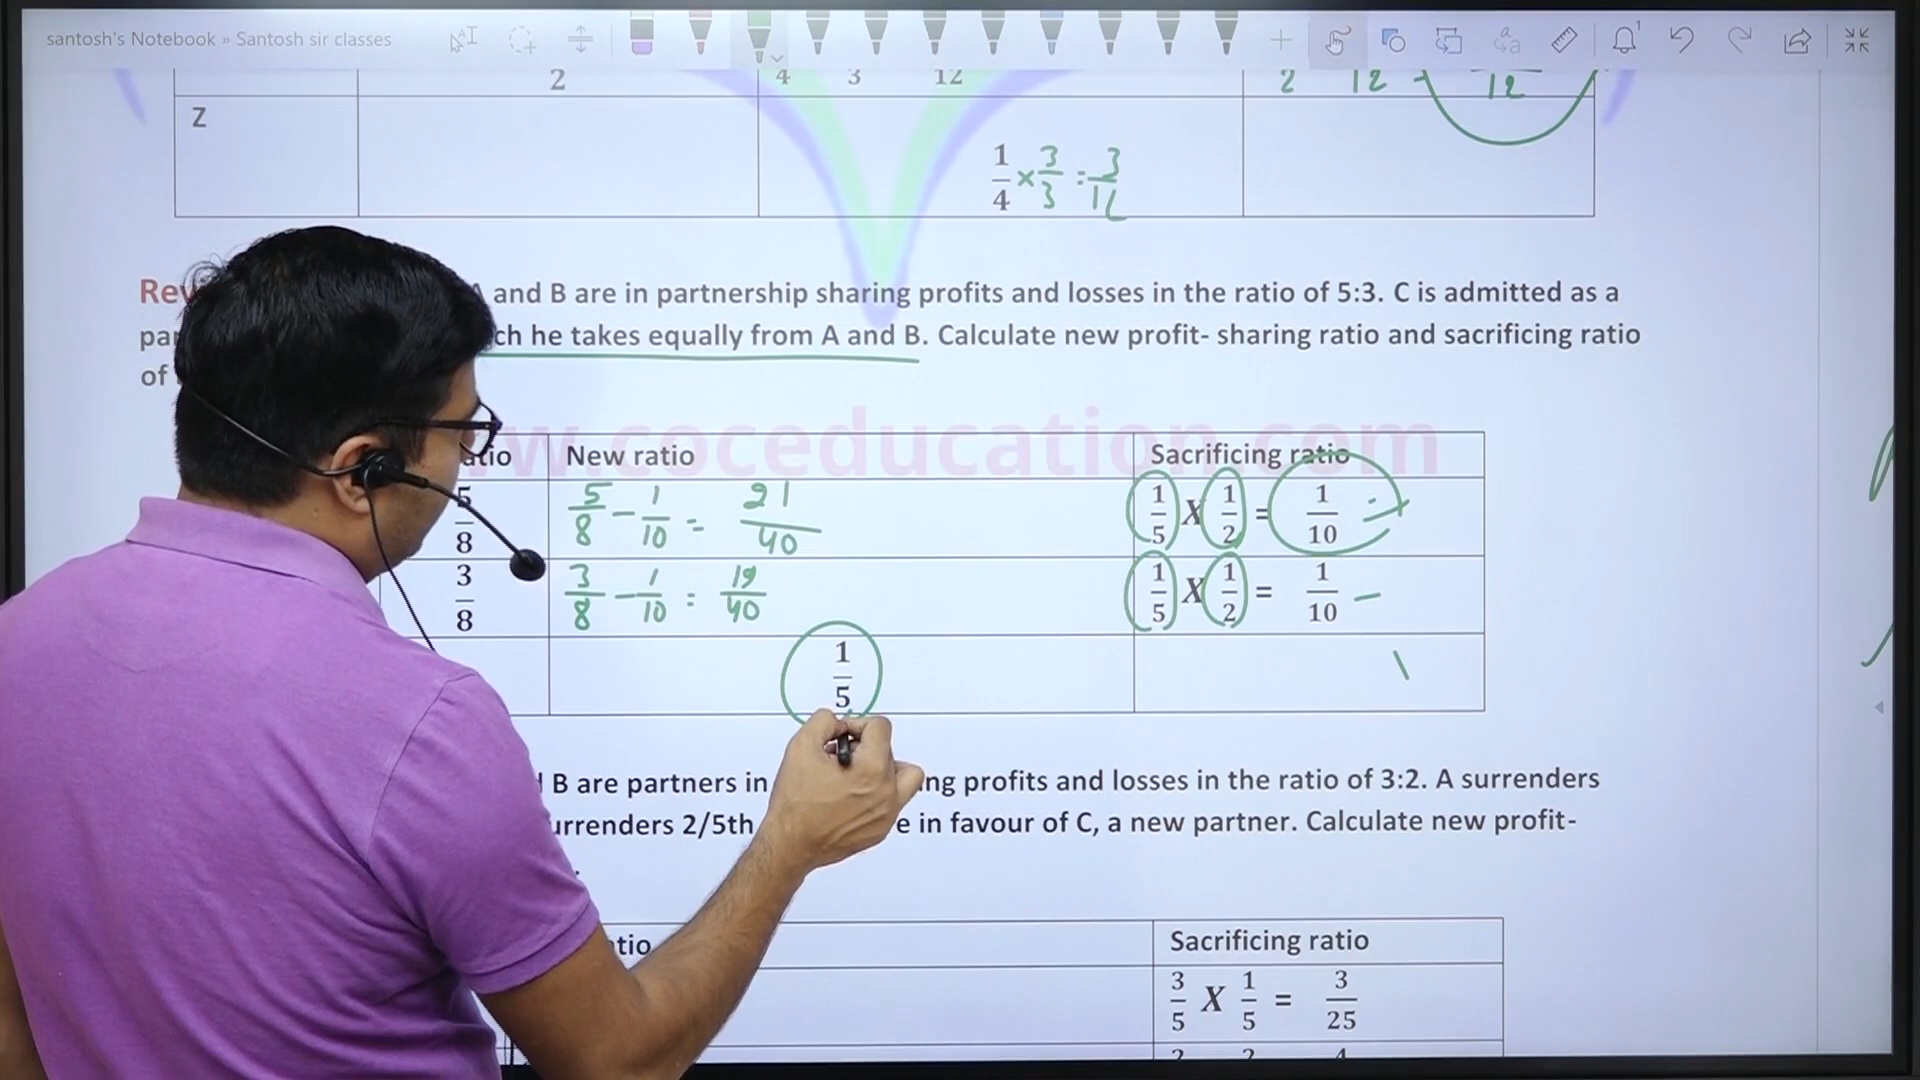 santosh's Notebook » Santosh sir classes
2 4 3 12 2 12 12
Z
1/4 × 3/3 = 3/12
A and B are in partnership sharing profits and losses in the ratio of 5:3. C is admitted as a
he takes equally from A and B. Calculate new profit- sharing ratio and sacrificing ratio
of
www.coceducation.com
New ratio Sacrificing ratio
5/8 5/8 - 1/10 = 21/40 1/5 X 1/2 = 1/10
3/8 3/8 - 1/10 = 19/40 1/5 X 1/2 = 1/10
1/5
B are partners in profits and losses in the ratio of 3:2. A surrenders
2/5th in favour of C, a new partner. Calculate new profit-
Sacrificing ratio
3/5 X 1/5 = 3/25